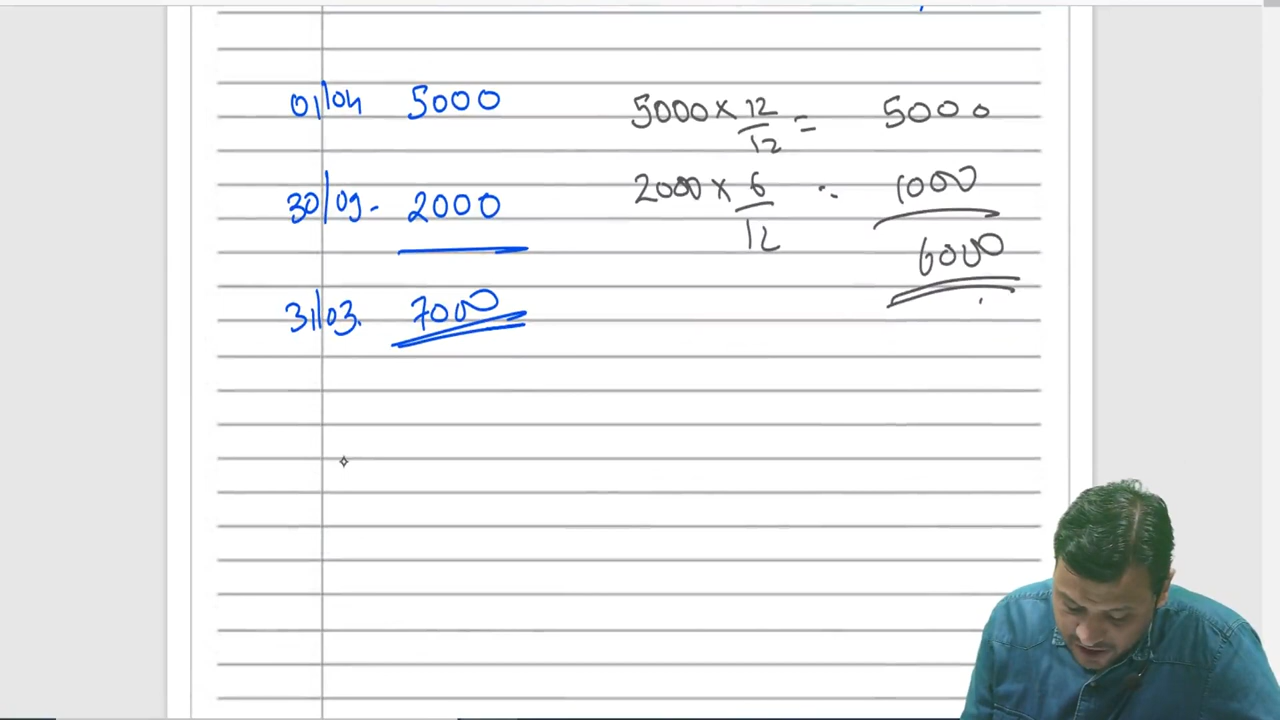 01/04 5000 5000 × 12/12 = 5000
30/09 - 2000 2000 × 6/12 = 1000
6000
31/03. 7000